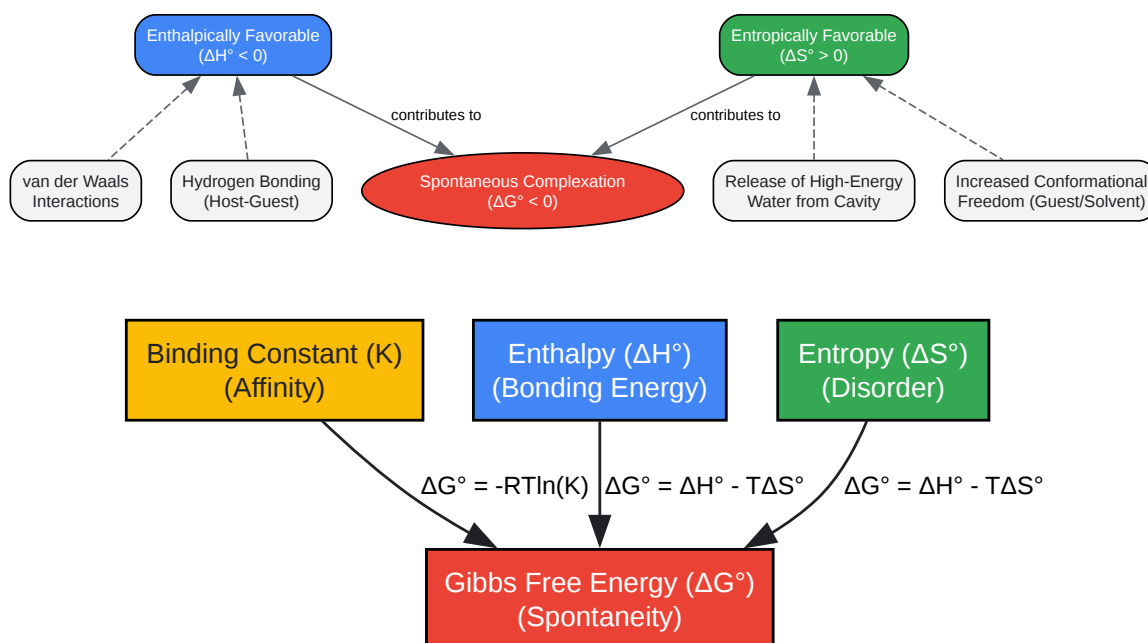 Enthalpically Favorable
(ΔH° < 0)
Entropically Favorable
(ΔS° > 0)
contributes to
contributes to
van der Waals
Interactions
Hydrogen Bonding
(Host-Guest)
Spontaneous Complexation
(ΔG° < 0)
Release of High-Energy
Water from Cavity
Increased Conformational
Freedom (Guest/Solvent)
Binding Constant (K)
(Affinity)
Enthalpy (ΔH°)
(Bonding Energy)
Entropy (ΔS°)
(Disorder)
ΔG° = -RTln(K)
ΔG° = ΔH° - TΔS°
ΔG° = ΔH° - TΔS°
Gibbs Free Energy (ΔG°)
(Spontaneity)